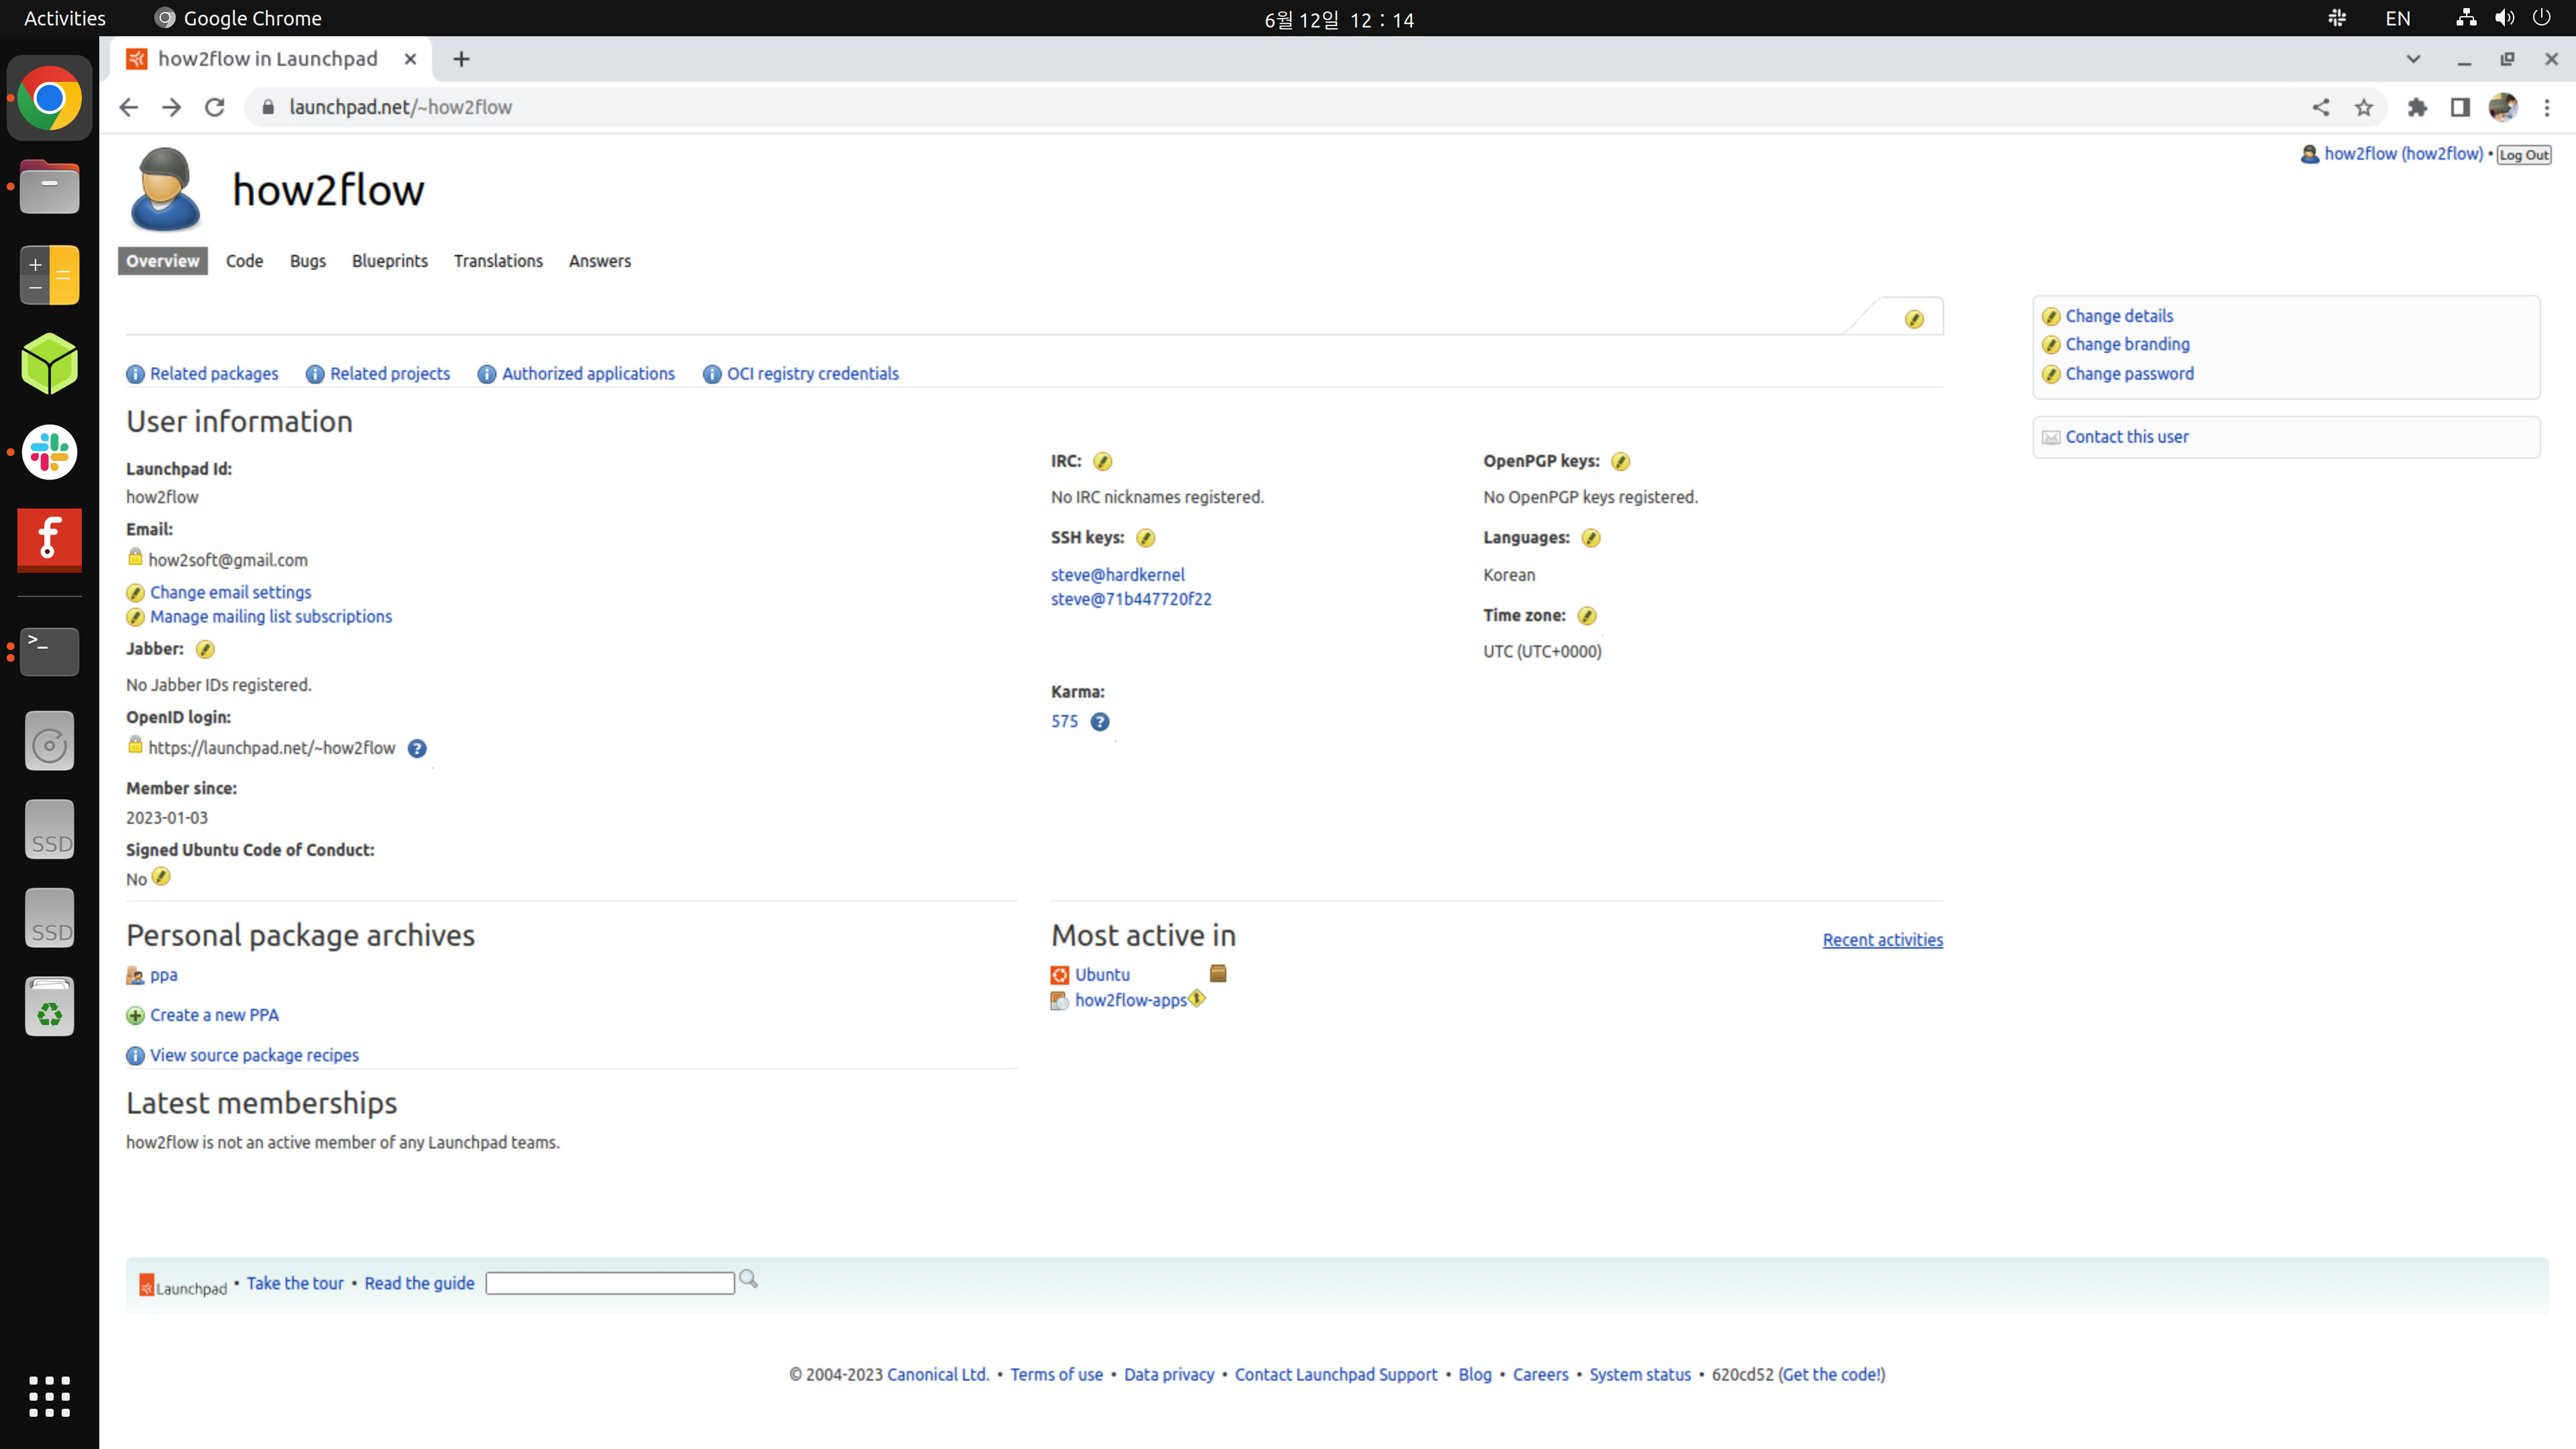 Activities Google Chrome 6월 12일 12 : 14 EN
how2flow in Launchpad
launchpad.net/~how2flow
how2flow (how2flow) • Log Out
how2flow
Overview Code Bugs Blueprints Translations Answers
Related packages Related projects Authorized applications OCI registry credentials
User information
Launchpad Id:
how2flow
Email:
how2soft@gmail.com
Change email settings
Manage mailing list subscriptions
Jabber:
No Jabber IDs registered.
OpenID login:
https://launchpad.net/~how2flow
Member since:
2023-01-03
Signed Ubuntu Code of Conduct:
No
IRC:
No IRC nicknames registered.
SSH keys:
steve@hardkernel
steve@71b447720f22
Karma:
575
OpenPGP keys:
No OpenPGP keys registered.
Languages:
Korean
Time zone:
UTC (UTC+0000)
Change details
Change branding
Change password
Contact this user
Personal package archives
ppa
Create a new PPA
View source package recipes
Most active in
Recent activities
Ubuntu
how2flow-apps
Latest memberships
how2flow is not an active member of any Launchpad teams.
Launchpad • Take the tour • Read the guide
© 2004-2023 Canonical Ltd. • Terms of use • Data privacy • Contact Launchpad Support • Blog • Careers • System status • 620cd52 (Get the code!)
SSD
SSD